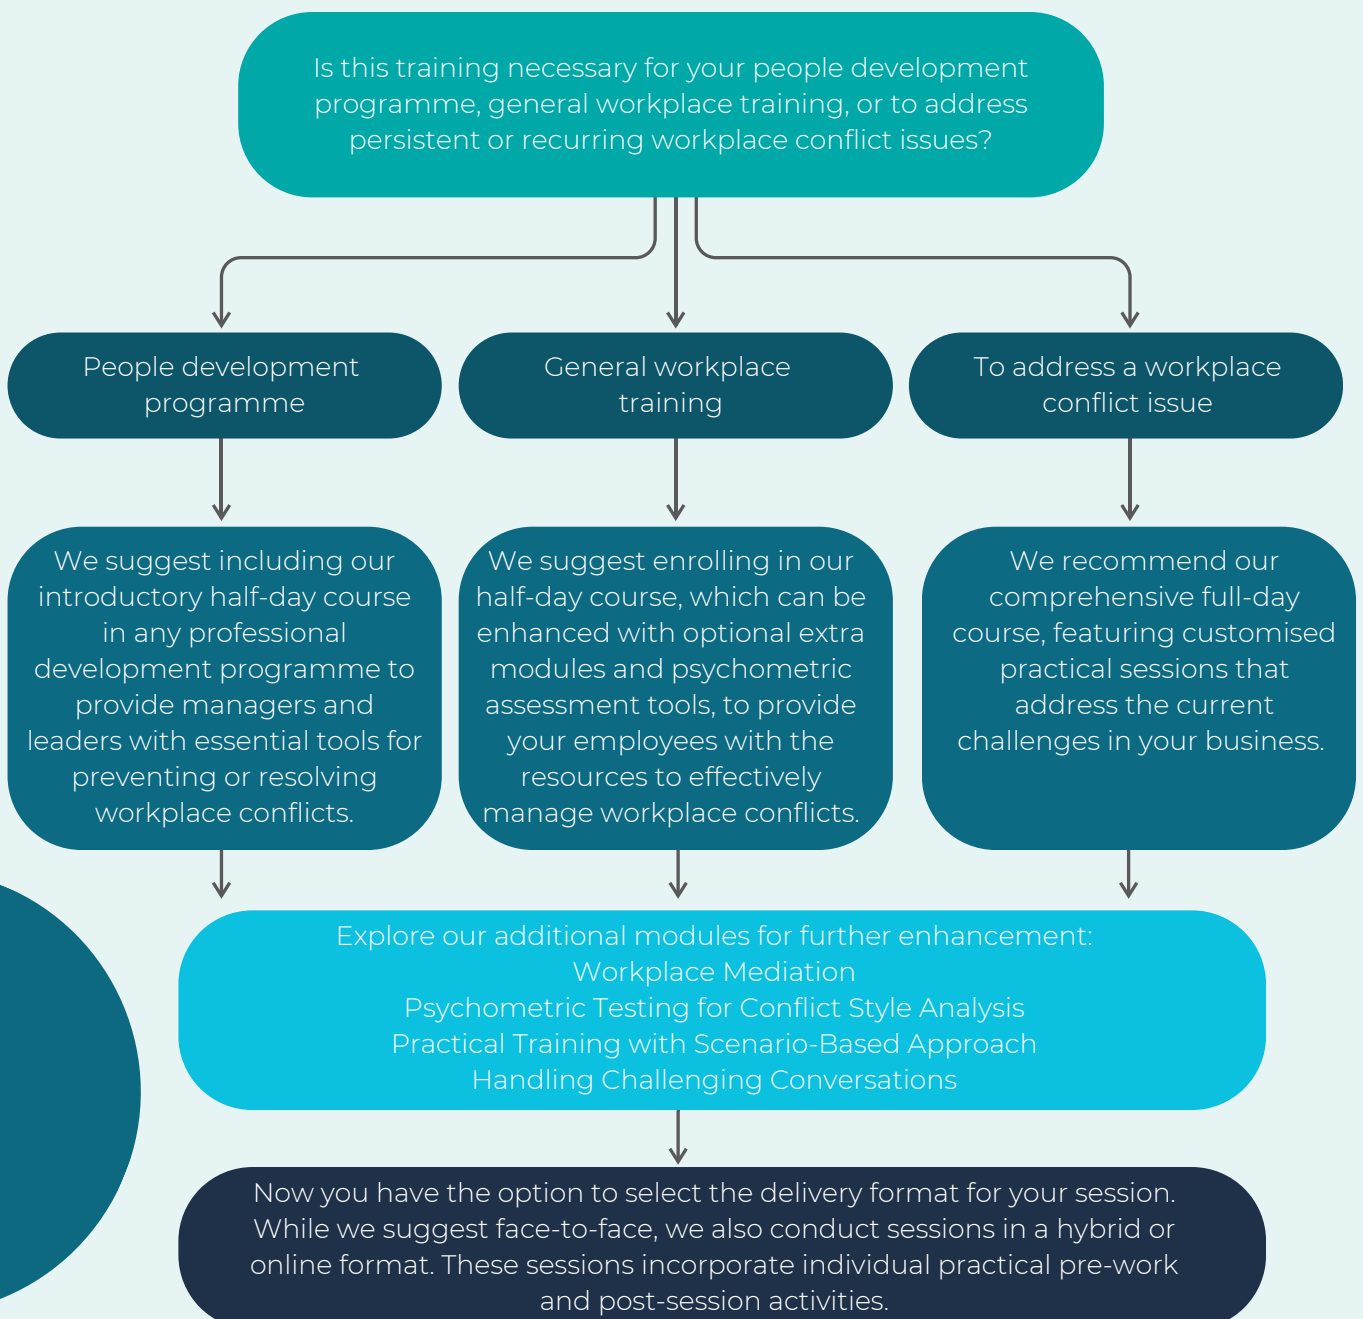 Is this training necessary for your people development
programme, general workplace training, or to address
persistent or recurring workplace conflict issues?
People development
programme
General workplace
training
To address a workplace
conflict issue
We suggest including our
introductory half-day course
in any professional
development programme to
provide managers and
leaders with essential tools for
preventing or resolving
workplace conflicts.
We suggest enrolling in our
half-day course, which can be
enhanced with optional extra
modules and psychometric
assessment tools, to provide
your employees with the
resources to effectively
manage workplace conflicts.
We recommend our
comprehensive full-day
course, featuring customised
practical sessions that
address the current
challenges in your business.
Explore our additional modules for further enhancement:
Workplace Mediation
Psychometric Testing for Conflict Style Analysis
Practical Training with Scenario-Based Approach
Handling Challenging Conversations
Now you have the option to select the delivery format for your session.
While we suggest face-to-face, we also conduct sessions in a hybrid or
online format. These sessions incorporate individual practical pre-work
and post-session activities.